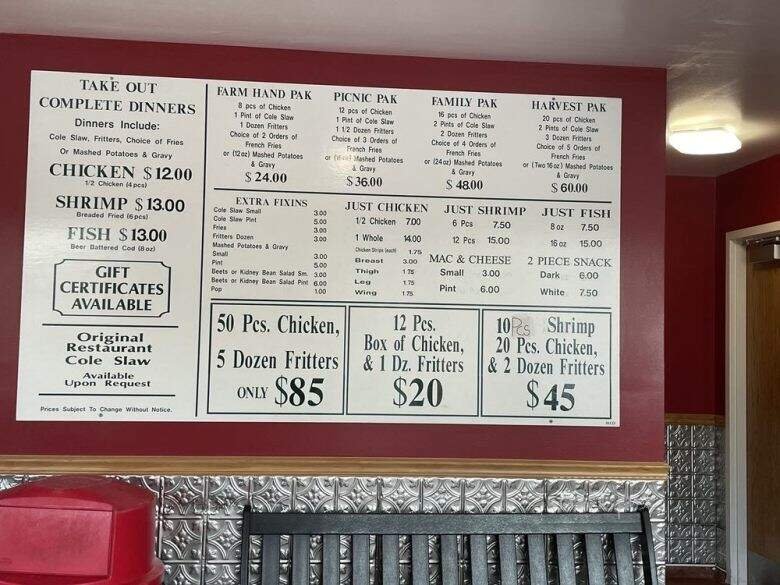 TAKE OUT
COMPLETE DINNERS
Dinners Include:
Cole Slaw, Fritters, Choice of Fries
Or Mashed Potatoes & Gravy
CHICKEN $12.00
1/2 Chicken (4 pcs)
SHRIMP $13.00
Breaded Fried (6 pcs)
FISH $13.00
Beer Battered Cod (8 oz)
GIFT
CERTIFICATES
AVAILABLE
Original
Restaurant
Cole Slaw
Available
Upon Request
Prices Subject To Change Without Notice.
FARM HAND PAK
8 pcs of Chicken
1 Pint of Cole Slaw
1 Dozen Fritters
Choice of 2 Orders of
French Fries
or (12 oz) Mashed Potatoes
& Gravy
$24.00
PICNIC PAK
12 pcs of Chicken
1 Pint of Cole Slaw
1 1/2 Dozen Fritters
Choice of 3 Orders of
French Fries
or Mashed Potatoes
& Gravy
$36.00
FAMILY PAK
16 pcs of Chicken
2 Pints of Cole Slaw
2 Dozen Fritters
Choice of 4 Orders of
French Fries
or (24 oz) Mashed Potatoes
& Gravy
$48.00
HARVEST PAK
20 pcs of Chicken
2 Pints of Cole Slaw
3 Dozen Fritters
Choice of 5 Orders of
French Fries
or (Two 16 oz) Mashed Potatoes
& Gravy
$60.00
EXTRA FIXINS
Cole Slaw Small 3.00
Cole Slaw Pint 5.00
Fries 3.00
Fritters Dozen 3.00
Mashed Potatoes & Gravy
Small 3.00
Pint 5.00
Beets or Kidney Bean Salad Sm. 3.00
Beets or Kidney Bean Salad Pint 6.00
Pop 1.00
JUST CHICKEN
1/2 Chicken 7.00
1 Whole 14.00
Chicken Strips (each) 1.75
Breast 3.00
Thigh 1.75
Leg 1.75
Wing 1.75
JUST SHRIMP
6 Pcs 7.50
12 Pcs 15.00
MAC & CHEESE
Small 3.00
Pint 6.00
JUST FISH
8 oz 7.50
16 oz 15.00
2 PIECE SNACK
Dark 6.00
White 7.50
50 Pcs. Chicken,
5 Dozen Fritters
ONLY $85
12 Pcs.
Box of Chicken,
& 1 Dz. Fritters
$20
10 Pcs Shrimp
20 Pcs. Chicken,
& 2 Dozen Fritters
$45